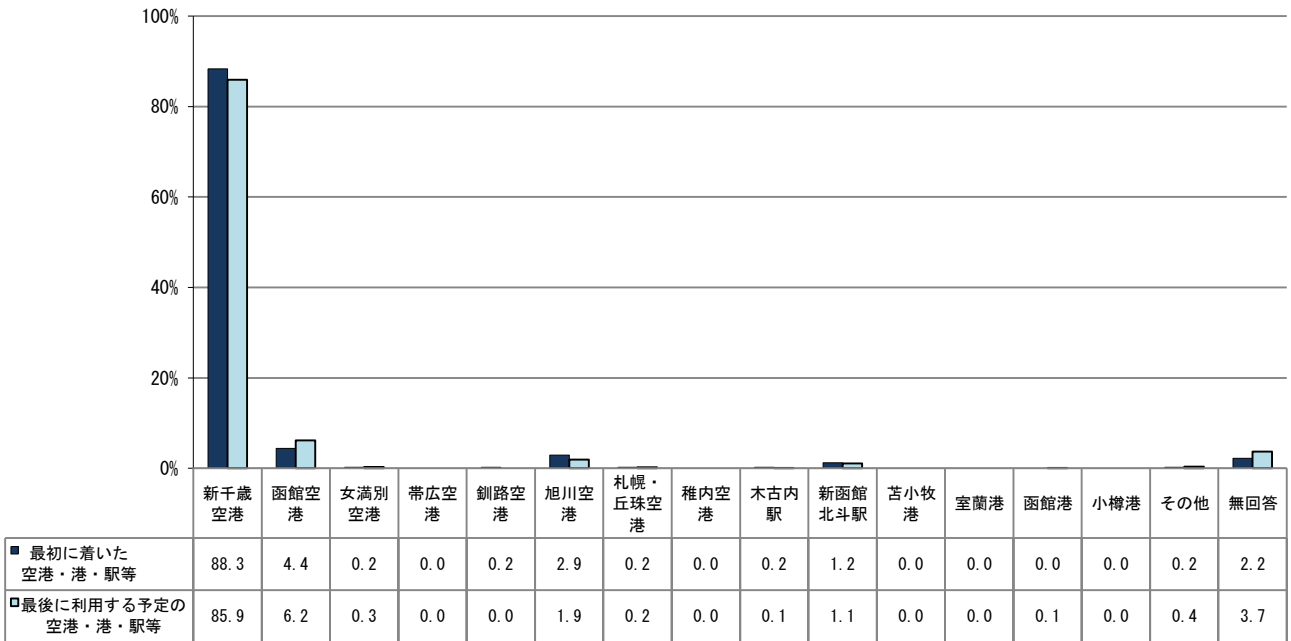 100%
80%
60%
40%
20%
0%
新千歳
空港
函館空
港
女満別
空港
帯広空
港
釧路空
港
旭川空
港
札幌・
丘珠空
港
稚内空
港
木古内
駅
新函館
北斗駅
苫小牧
港
室蘭港
函館港
小樽港
その他
無回答
最初に着いた
空港・港・駅等
88.3 4.4 0.2 0.0 0.2 2.9 0.2 0.0 0.2 1.2 0.0 0.0 0.0 0.0 0.2 2.2
最後に利用する予定の
空港・港・駅等
85.9 6.2 0.3 0.0 0.0 1.9 0.2 0.0 0.1 1.1 0.0 0.0 0.1 0.0 0.4 3.7